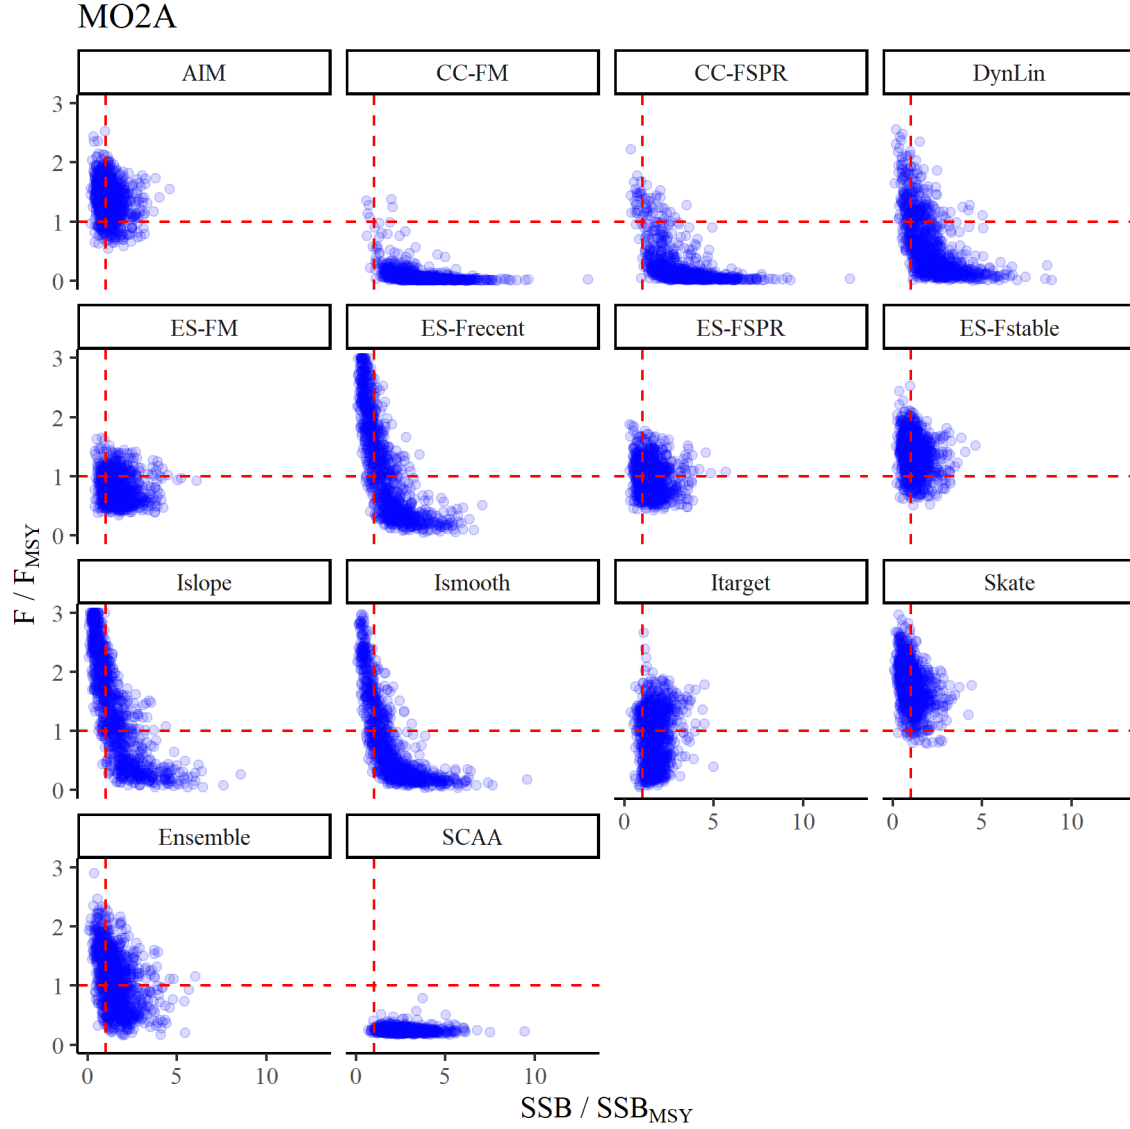 MO2A
AIM CC-FM CC-FSPR DynLin
3
2
1
0
ES-FM ES-Frecent ES-FSPR ES-Fstable
3
2
1
0
F / FMSY
Islope Ismooth Itarget Skate
3
2
1
0
0 5 10 0 5 10
Ensemble SCAA
3
2
1
0
0 5 10 0 5 10
SSB / SSBMSY